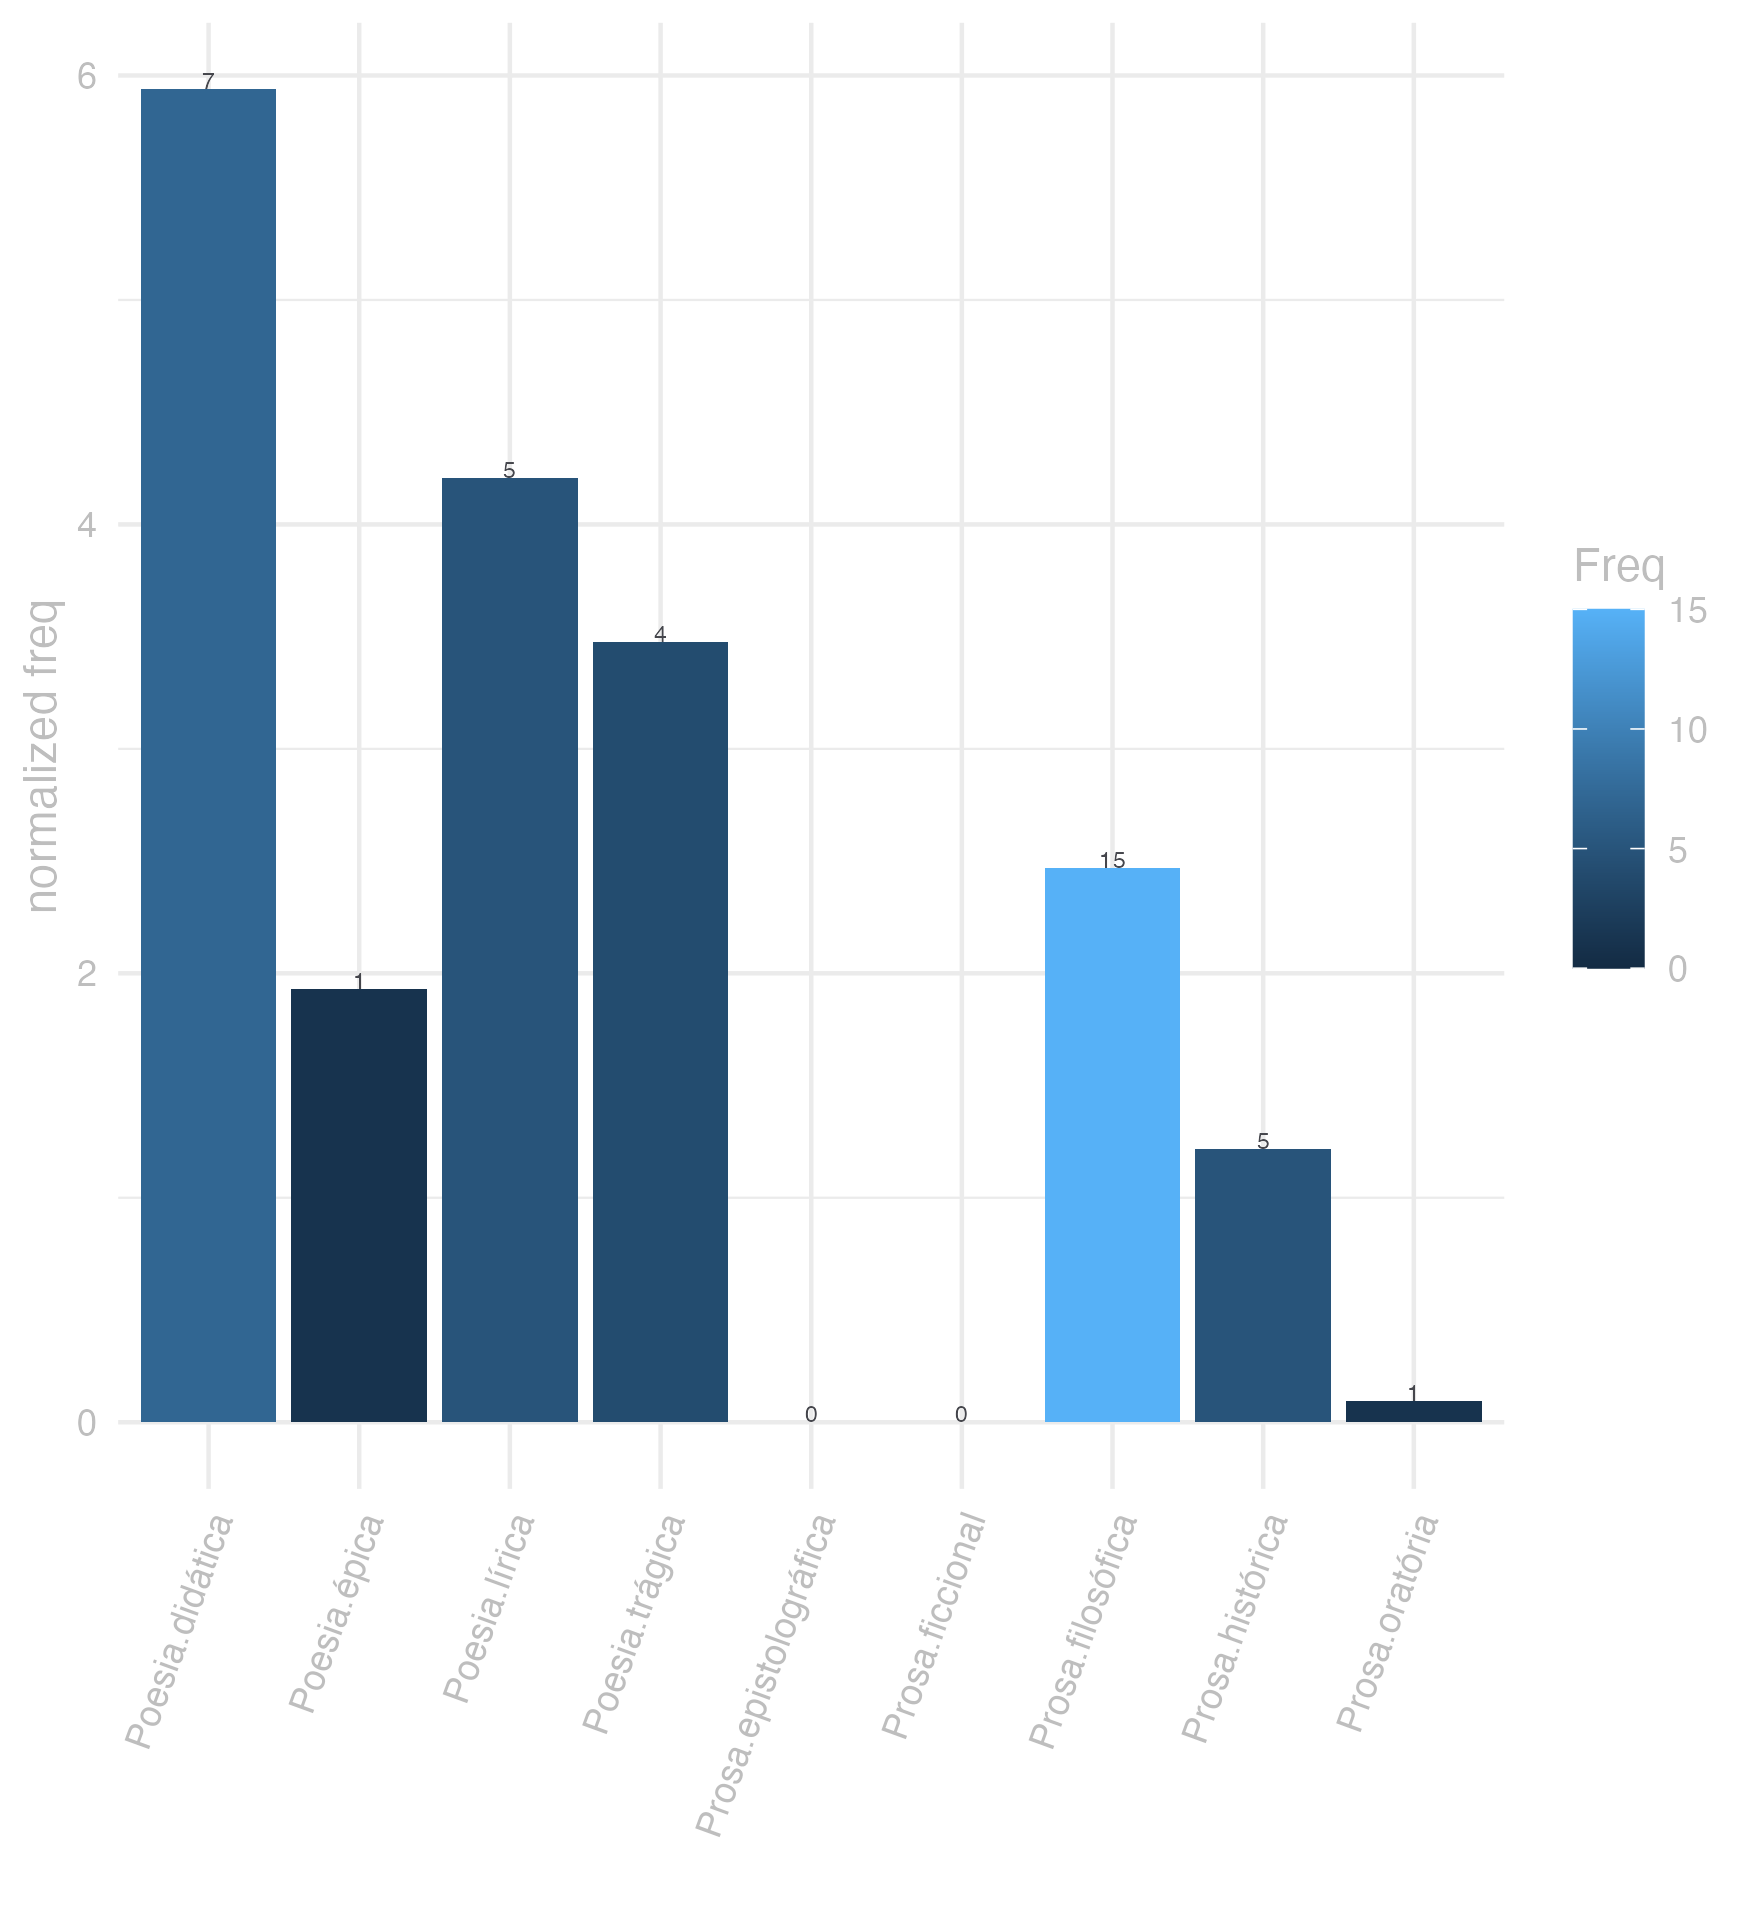 normalized freq
6
4
2
0
7
1
5
4
0
0
15
5
1
Poesia.didática
Poesia.épica
Poesia.lírica
Poesia.trágica
Prosa.epistolográfica
Prosa.ficcional
Prosa.filosófica
Prosa.histórica
Prosa.oratória
Freq
15
10
5
0